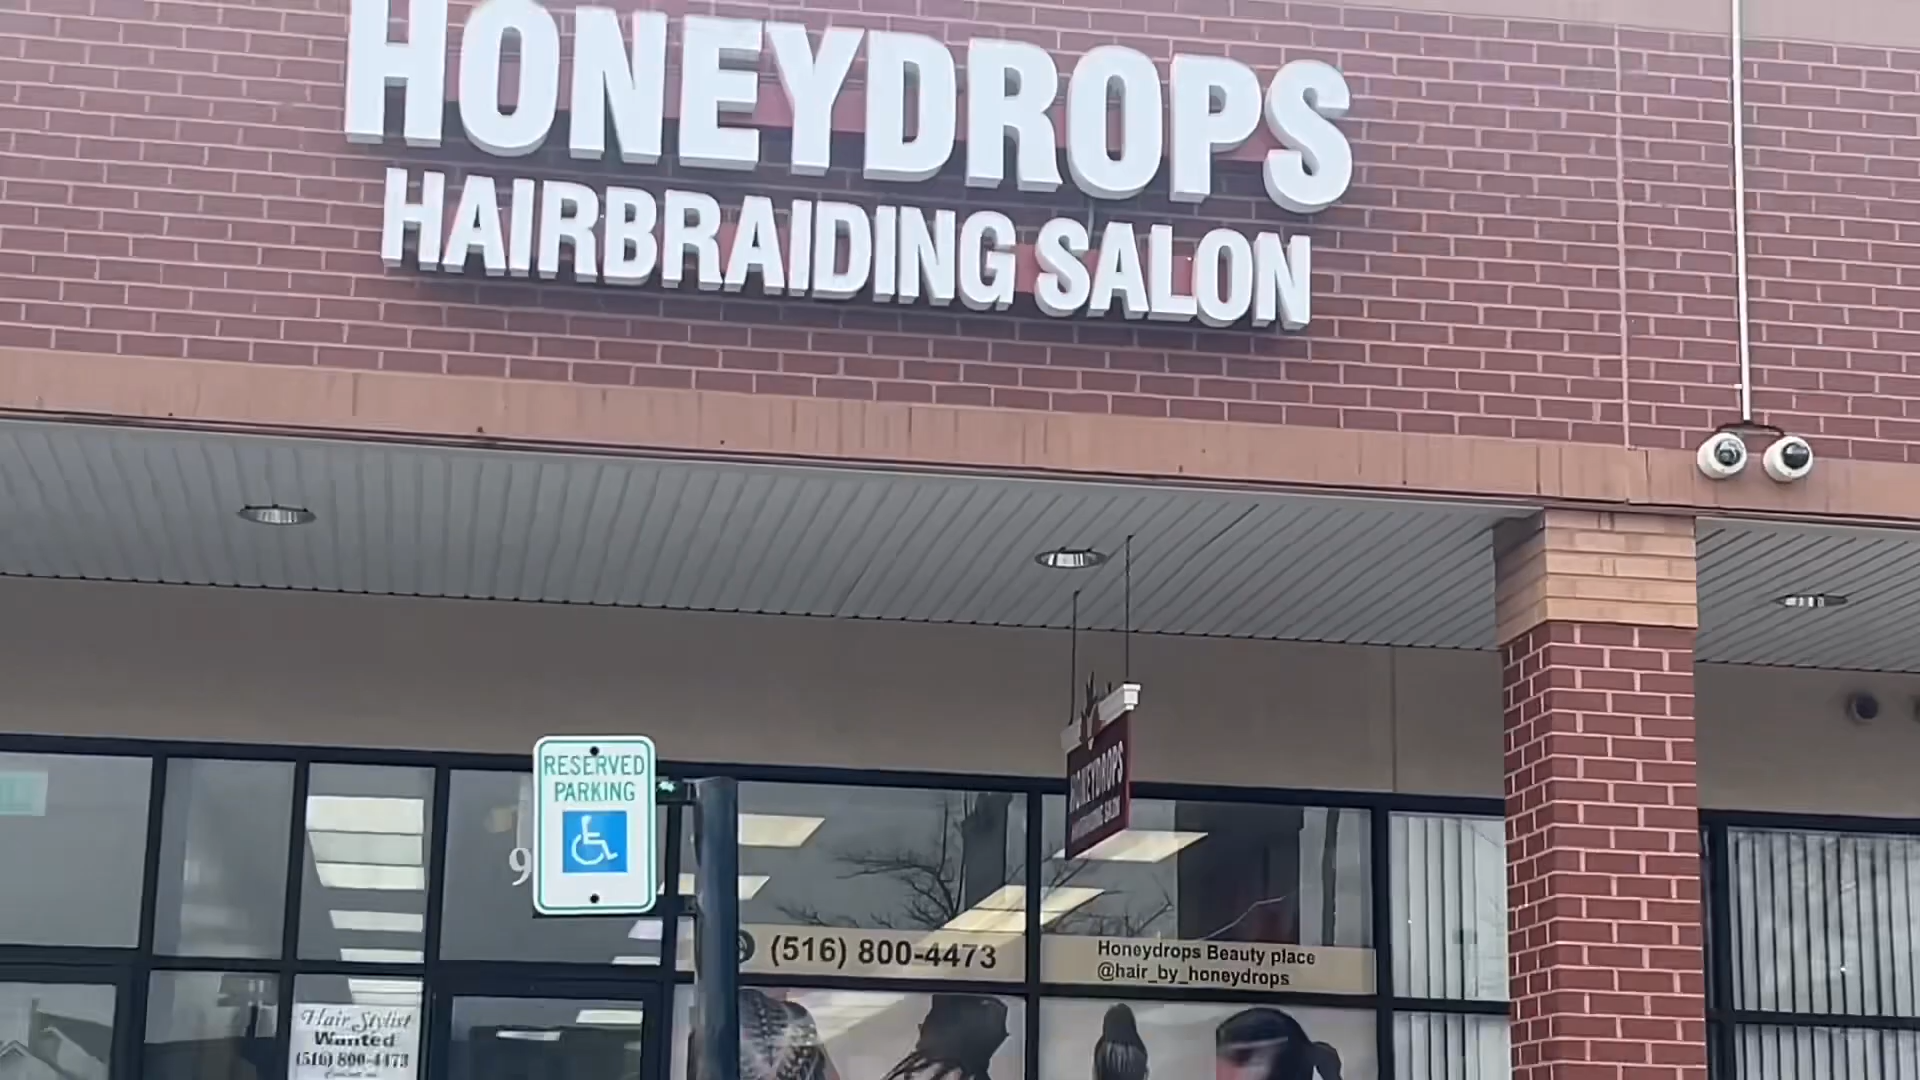 HONEYDROPS
HAIRBRAIDING SALON
HONEYDROPS
RESERVED
PARKING
9
(516) 800-4473
Honeydrops Beauty place
@hair_by_honeydrops
Hair Stylist
Wanted
(516) 800-4473